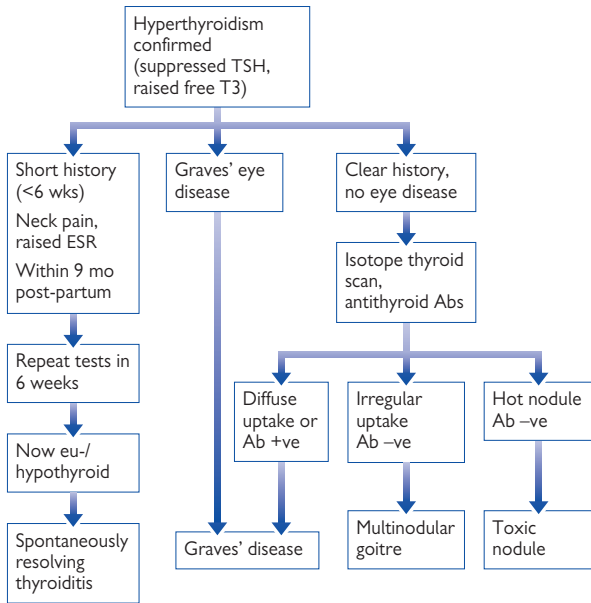 Hyperthyroidism
confirmed
(suppressed TSH,
raised free T3)
Short history
(<6 wks)
Neck pain,
raised ESR
Within 9 mo
post-partum
Graves' eye
disease
Clear history,
no eye disease
Isotope thyroid
scan,
antithyroid Abs
Repeat tests in
6 weeks
Diffuse
uptake or
Ab +ve
Irregular
uptake
Ab –ve
Hot nodule
Ab –ve
Now eu-/
hypothyroid
Spontaneously
resolving
thyroiditis
Graves' disease
Multinodular
goitre
Toxic
nodule